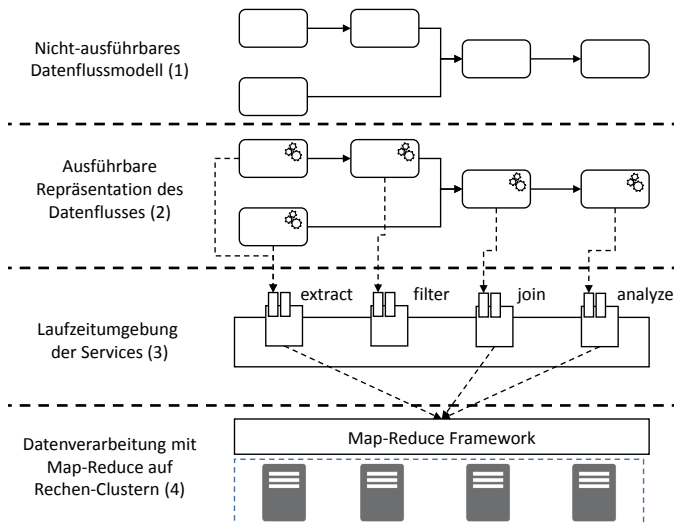 Nicht-ausführbares
Datenflussmodell (1)
Ausführbare
Repräsentation des
Datenflusses (2)
extract
filter
join
analyze
Laufzeitumgebung
der Services (3)
Map-Reduce Framework
Datenverarbeitung mit
Map-Reduce auf
Rechen-Clustern (4)